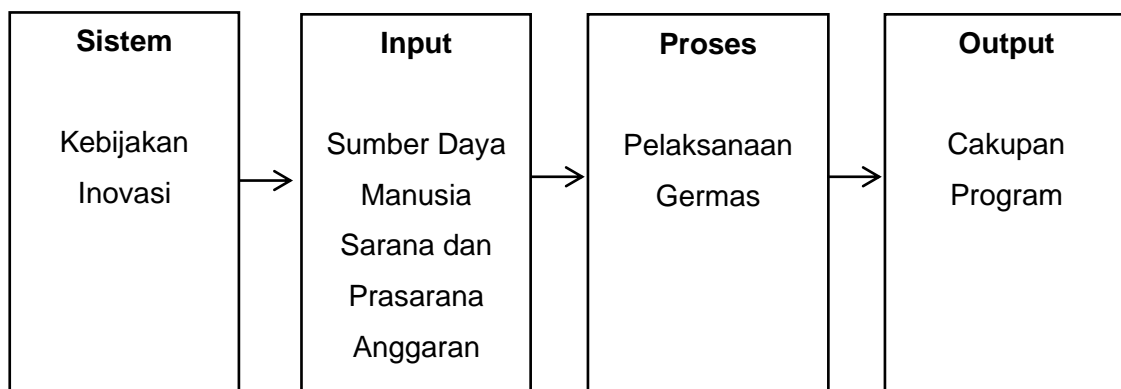 Sistem
Kebijakan
Inovasi
Input
Sumber Daya
Manusia
Sarana dan
Prasarana
Anggaran
Proses
Pelaksanaan
Germas
Output
Cakupan
Program